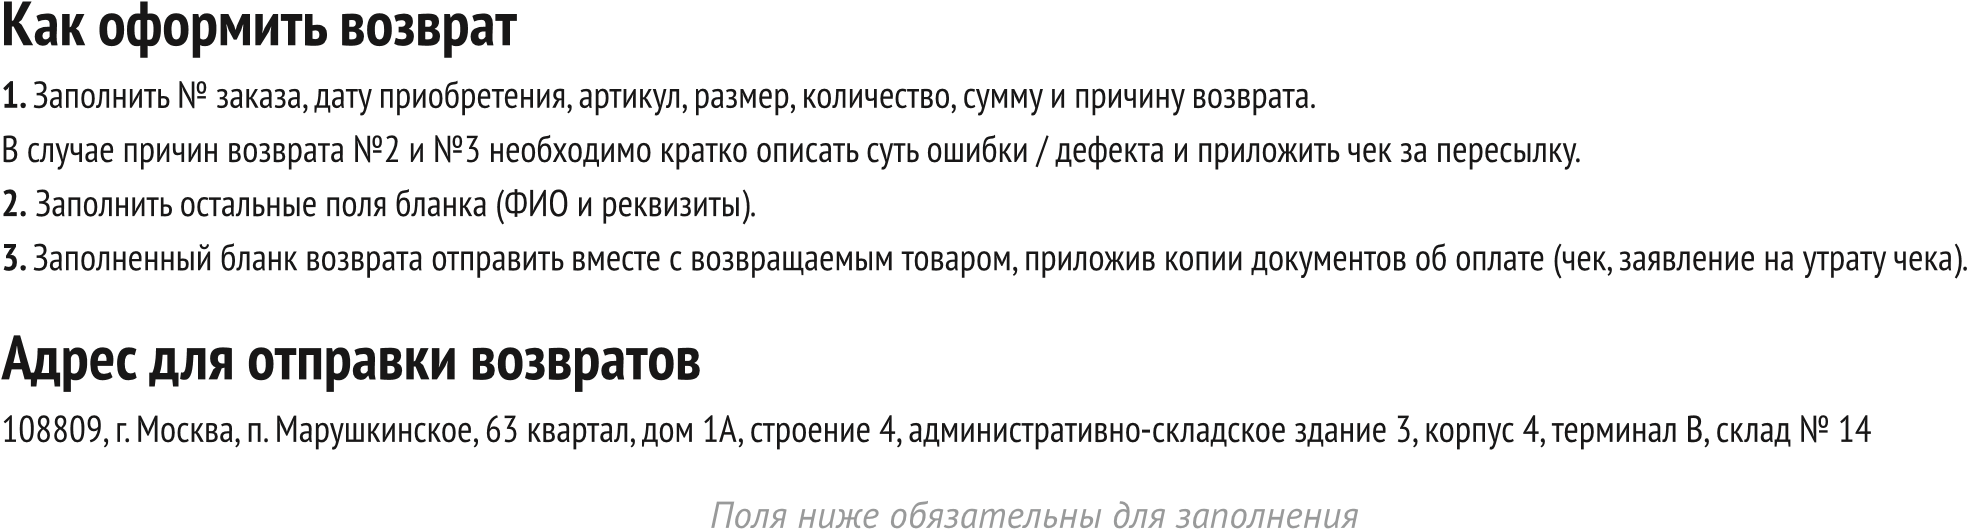 Как оформить возврат
1. Заполнить № заказа, дату приобретения, артикул, размер, количество, сумму и причину возврата.
В случае причин возврата №2 и №3 необходимо кратко описать суть ошибки / дефекта и приложить чек за пересылку.
2. Заполнить остальные поля бланка (ФИО и реквизиты).
3. Заполненный бланк возврата отправить вместе с возвращаемым товаром, приложив копии документов об оплате (чек, заявление на утрату чека).
Адрес для отправки возвратов
108809, г. Москва, п. Марушкинское, 63 квартал, дом 1А, строение 4, административно-складское здание 3, корпус 4, терминал В, склад № 14
Поля ниже обязательны для заполнения